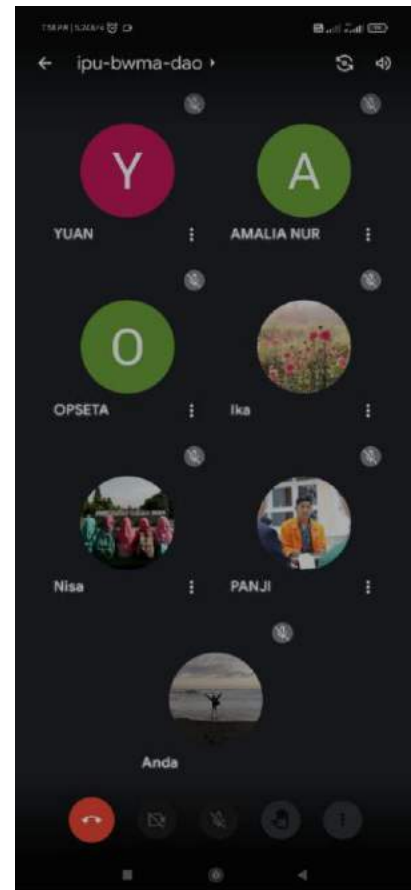 ipu-bwma-dao
Y
A
YUAN
AMALIA NUR
O
OPSETA
Ika
Nisa
PANJI
Anda